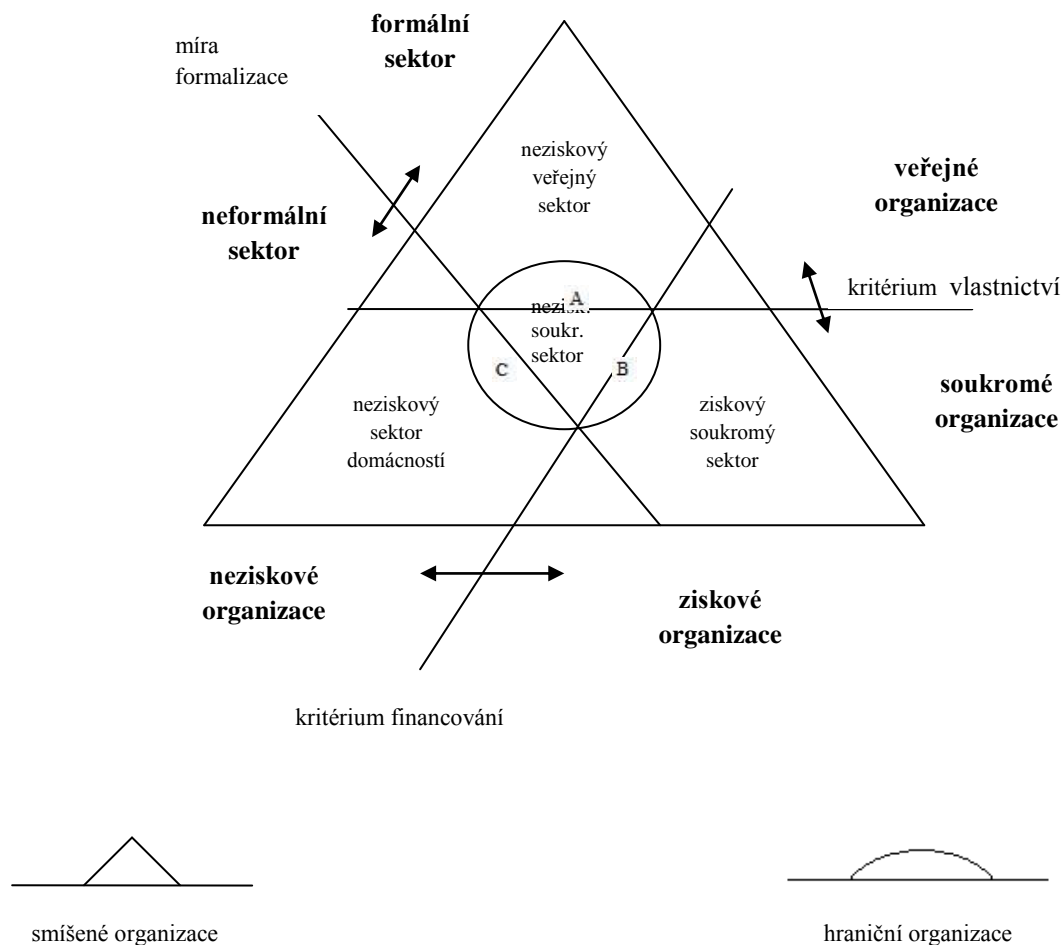 formální
sektor
míra
formalizace
neziskový
veřejný
sektor
veřejné
organizace
neformální
sektor
kritérium vlastnictví
A
nezisk.
soukr.
sektor
C
B
soukromé
organizace
neziskový
sektor
domácností
ziskový
soukromý
sektor
neziskové
organizace
ziskové
organizace
kritérium financování
smíšené organizace
hraniční organizace